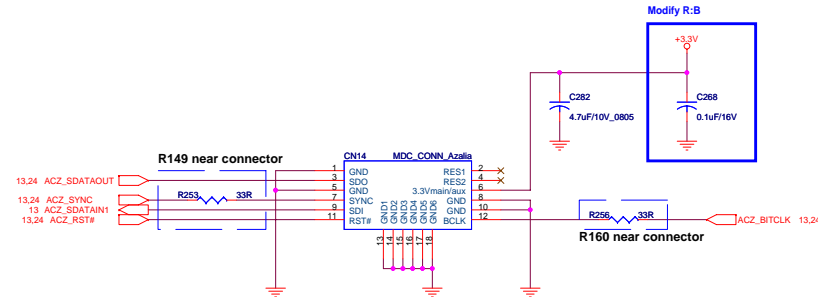 Modify R:B
+3.3V
C282
4.7uF/10V_0805
C268
0.1uF/16V
R149 near connector
CN14 MDC_CONN_Azalia
1 GND RES1 2
13,24 ACZ_SDATAOUT 3 SDO RES2 4
5 GND 3.3Vmain/aux 6
13,24 ACZ_SYNC R253 33R 7 SYNC GND 8
13 ACZ_SDATAIN1 9 SDI GND 10
13,24 ACZ_RST# 11 RST# BCLK 12 R256 33R ACZ_BITCLK 13,24
GND1 GND2 GND3 GND4 GND5 GND6
13 14 15 16 17 18
R160 near connector